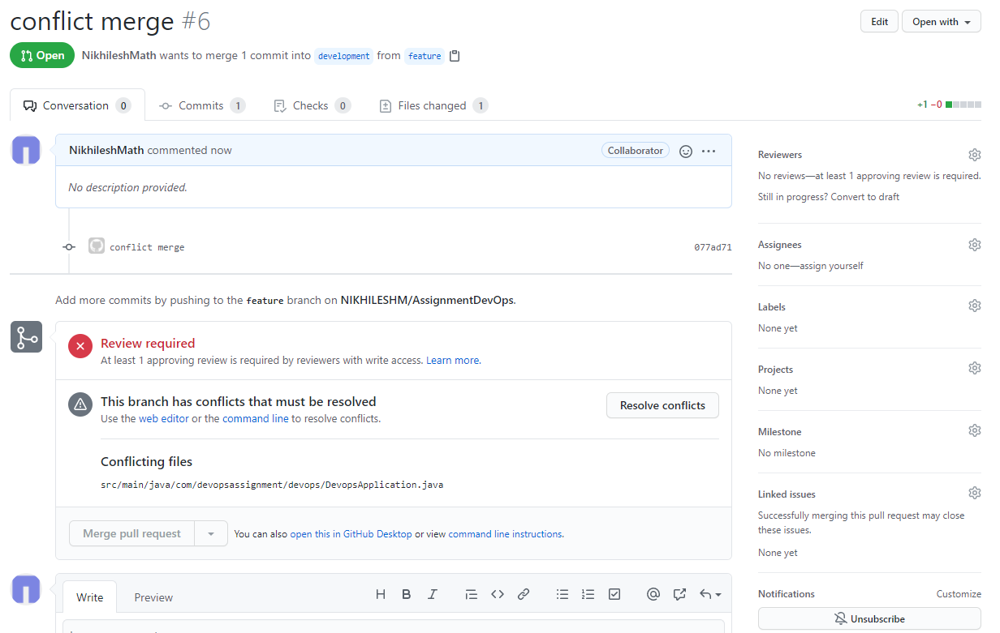 conflict merge #6
Edit
Open with
Open
NikhileshMath wants to merge 1 commit into development from feature
Conversation 0
Commits 1
Checks 0
Files changed 1
+1 −0
NikhileshMath commented now
Collaborator
No description provided.
conflict merge
077ad71
Add more commits by pushing to the feature branch on NIKHILESHM/AssignmentDevOps.
Review required
At least 1 approving review is required by reviewers with write access. Learn more.
This branch has conflicts that must be resolved
Use the web editor or the command line to resolve conflicts.
Resolve conflicts
Conflicting files
src/main/java/com/devopsassignment/devops/DevopsApplication.java
Merge pull request
You can also open this in GitHub Desktop or view command line instructions.
Write
Preview
Reviewers
No reviews—at least 1 approving review is required.
Still in progress? Convert to draft
Assignees
No one—assign yourself
Labels
None yet
Projects
None yet
Milestone
No milestone
Linked issues
Successfully merging this pull request may close
these issues.
None yet
Notifications
Customize
Unsubscribe